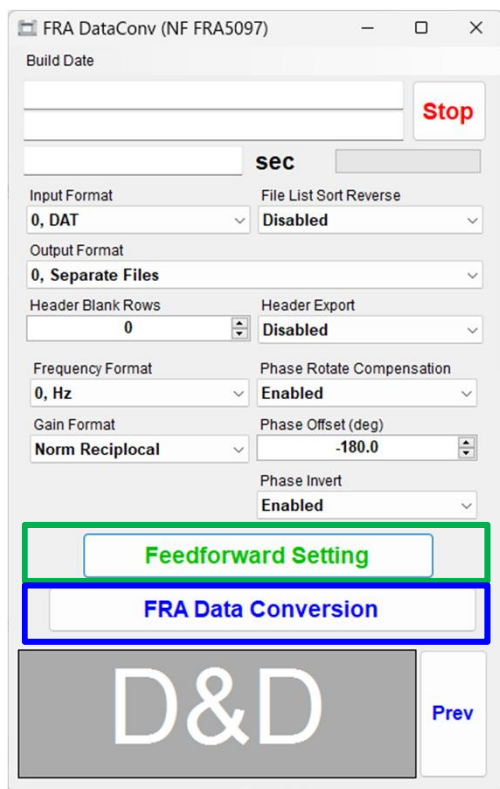 FRA DataConv (NF FRA5097)
Build Date
Stop
sec
Input Format File List Sort Reverse
0, DAT Disabled
Output Format
0, Separate Files
Header Blank Rows Header Export
0 Disabled
Frequency Format Phase Rotate Compensation
0, Hz Enabled
Gain Format Phase Offset (deg)
Norm Reciplocal -180.0
Phase Invert
Enabled
Feedforward Setting
FRA Data Conversion
D&D
Prev